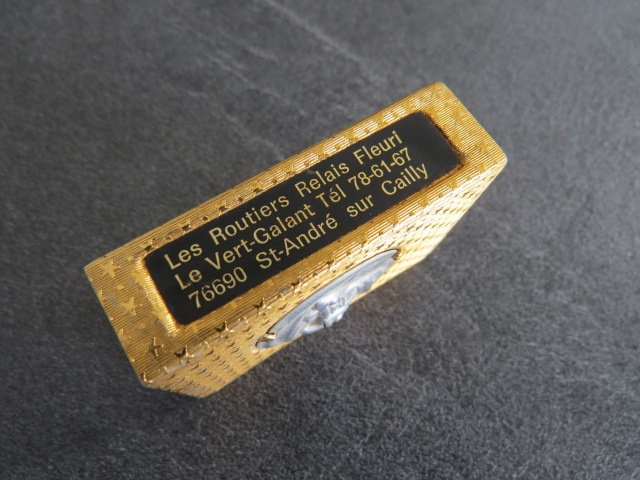 Les Routiers Relais Fleuri
Le Vert-Galant Tél 78-61-67
76690 St-André sur Cailly